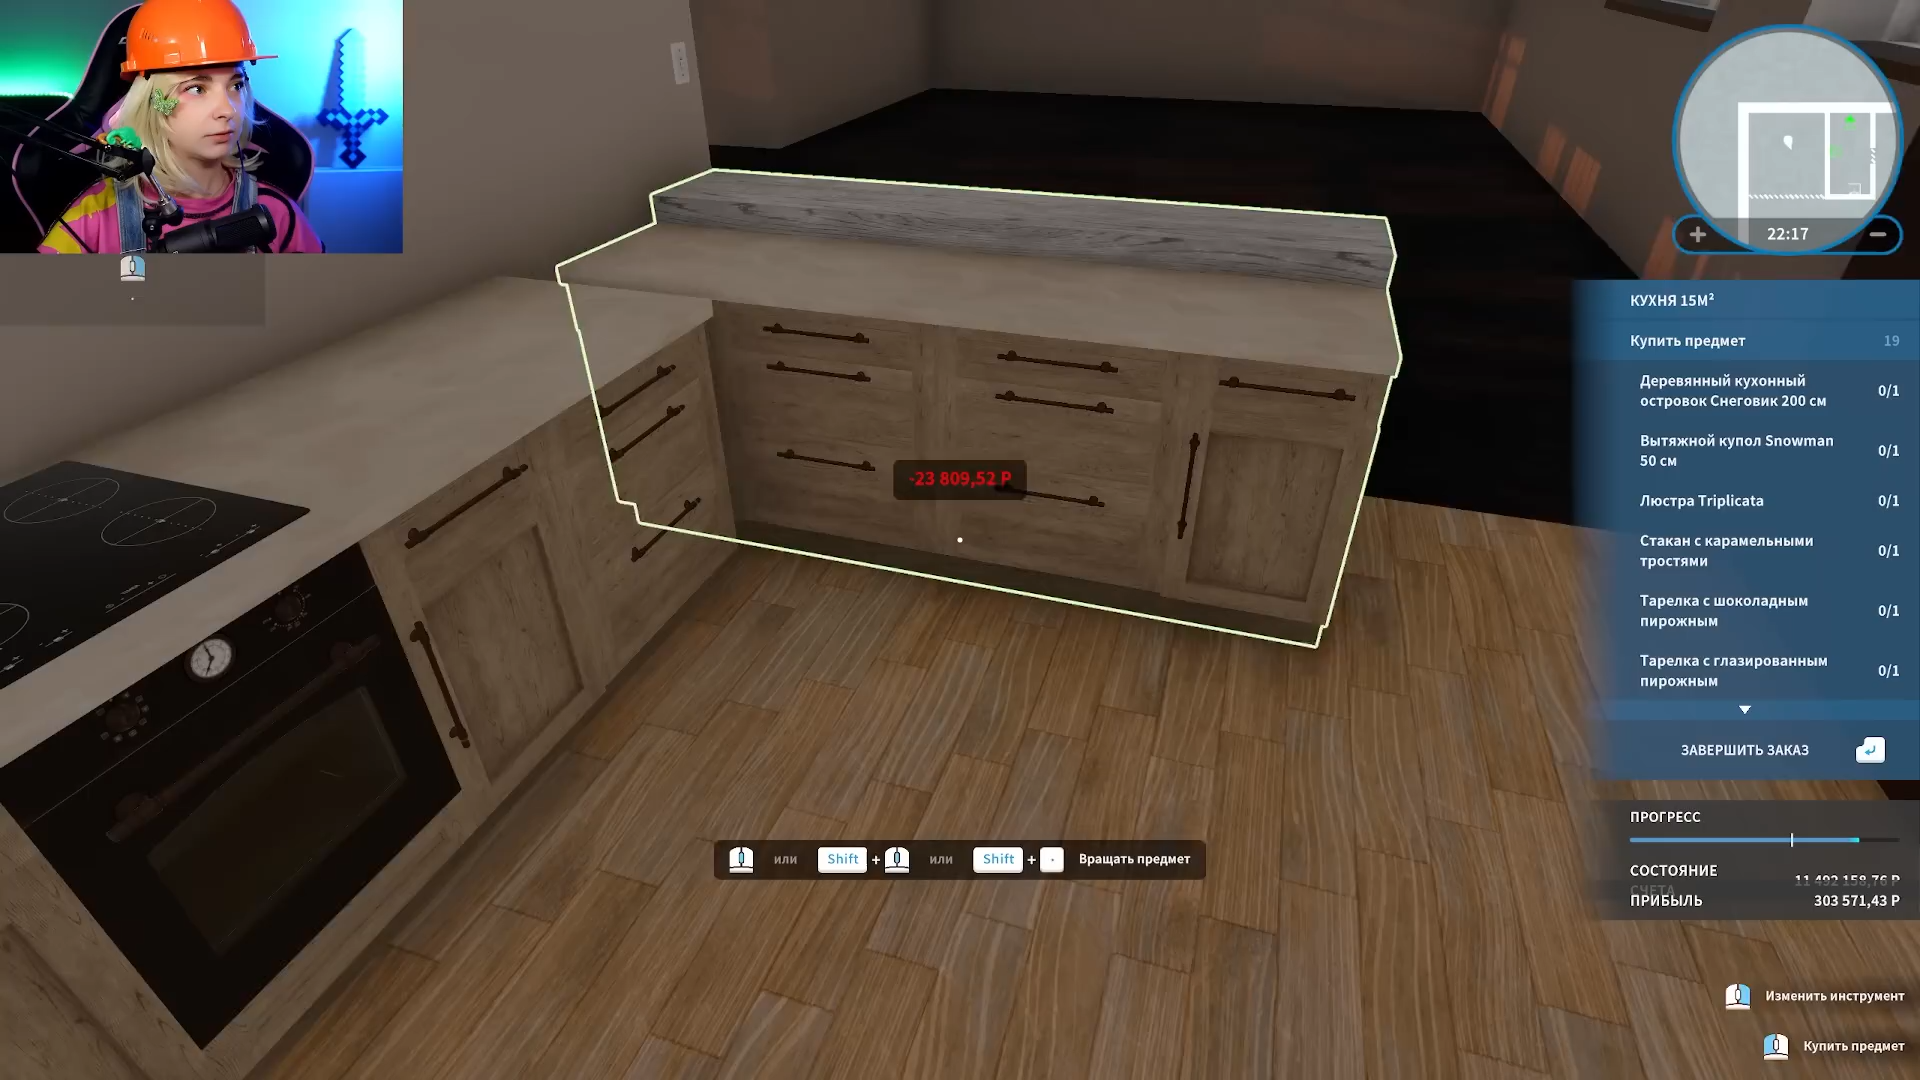 22:17
КУХНЯ 15М²
Купить предмет 19
Деревянный кухонный
островок Снеговик 200 см 0/1
Вытяжной купол Snowman
50 см 0/1
Люстра Triplicata 0/1
Стакан с карамельными
тростями 0/1
Тарелка с шоколадным
пирожным 0/1
Тарелка с глазированным
пирожным 0/1
ЗАВЕРШИТЬ ЗАКАЗ
ПРОГРЕСС
СОСТОЯНИЕ
СЧЕТА 11 492 158,76 Р
ПРИБЫЛЬ 303 571,43 Р
-23 809,52 Р
или Shift + или Shift + · Вращать предмет
Изменить инструмент
Купить предмет